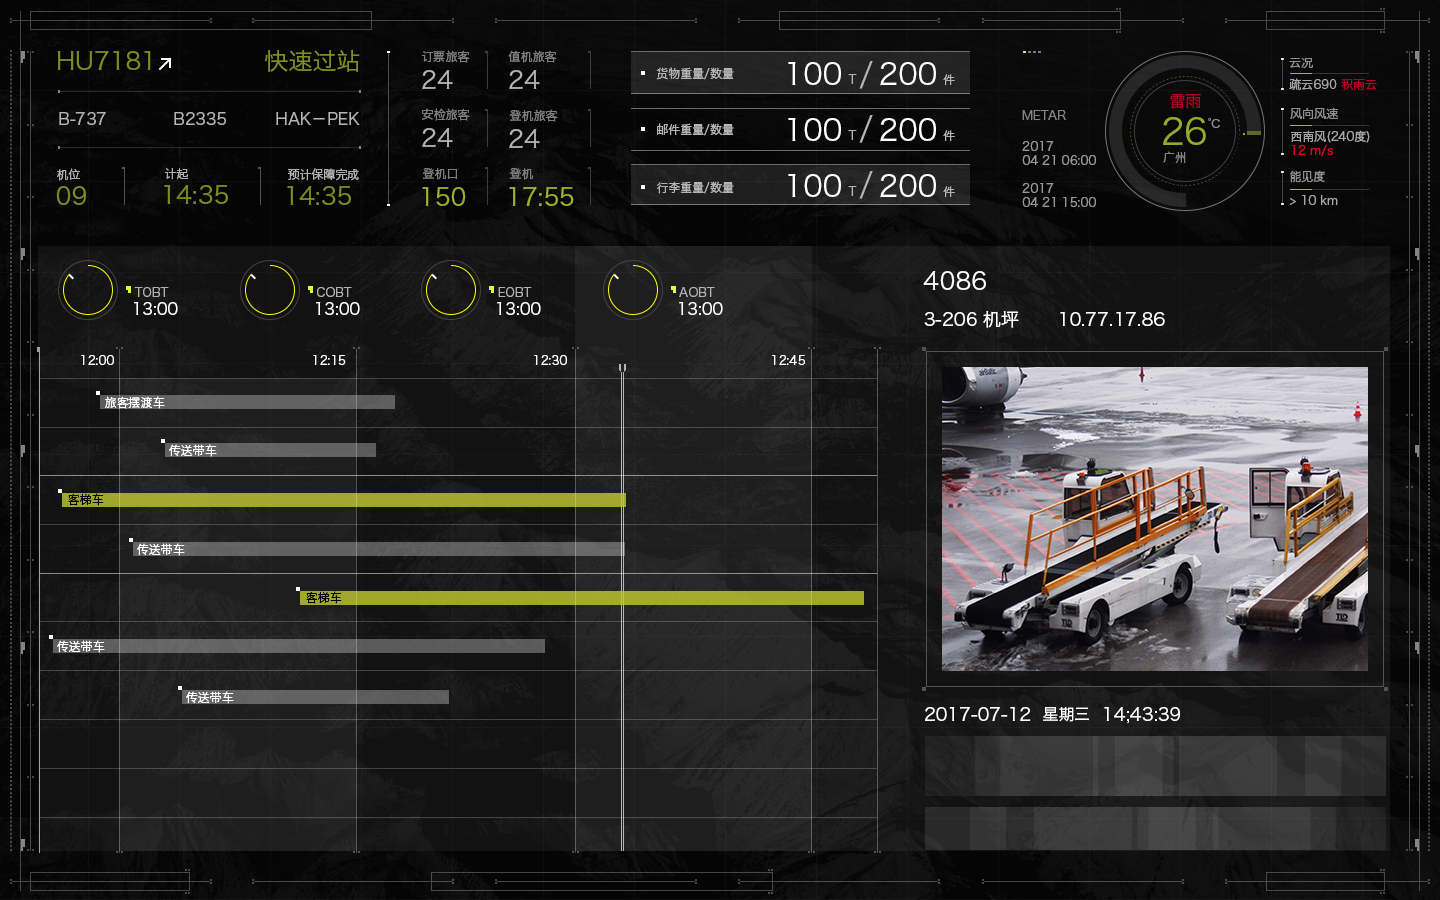 HU7181 快速过站
B-737 B2335 HAK－PEK
机位 计起 预计保障完成
09 14:35 14:35
订票旅客 值机旅客
24 24
安检旅客 登机旅客
24 24
登机口 登机
150 17:55
货物重量/数量 100 T / 200 件
邮件重量/数量 100 T / 200 件
行李重量/数量 100 T / 200 件
METAR
2017
04 21 06:00
2017
04 21 15:00
雷雨
26°C
广州
云况
疏云690 积雨云
风向风速
西南风(240度)
12 m/s
能见度
> 10 km
TOBT
13:00
COBT
13:00
EOBT
13:00
AOBT
13:00
12:00 12:15 12:30 12:45
旅客摆渡车
传送带车
客梯车
传送带车
客梯车
传送带车
传送带车
4086
3-206 机坪 10.77.17.86
2017-07-12 星期三 14;43:39